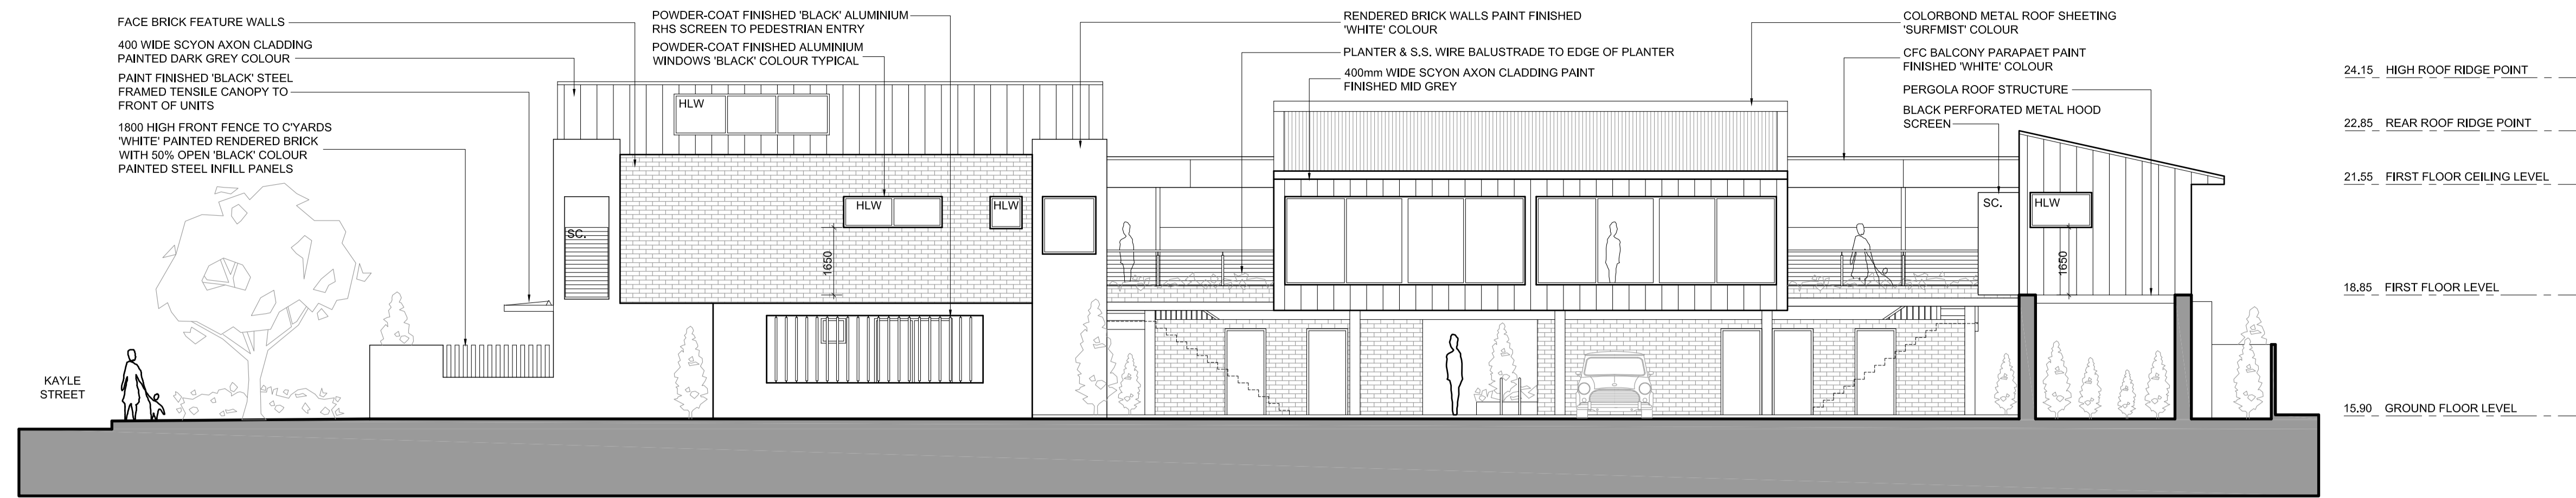 FACE BRICK FEATURE WALLS
400 WIDE SCYON AXON CLADDING
PAINTED DARK GREY COLOUR
PAINT FINISHED 'BLACK' STEEL
FRAMED TENSILE CANOPY TO
FRONT OF UNITS
1800 HIGH FRONT FENCE TO C'YARDS
'WHITE' PAINTED RENDERED BRICK
WITH 50% OPEN 'BLACK' COLOUR
PAINTED STEEL INFILL PANELS
POWDER-COAT FINISHED 'BLACK' ALUMINIUM
RHS SCREEN TO PEDESTRIAN ENTRY
POWDER-COAT FINISHED ALUMINIUM
WINDOWS 'BLACK' COLOUR TYPICAL
RENDERED BRICK WALLS PAINT FINISHED
'WHITE' COLOUR
PLANTER & S.S. WIRE BALUSTRADE TO EDGE OF PLANTER
400mm WIDE SCYON AXON CLADDING PAINT
FINISHED MID GREY
COLORBOND METAL ROOF SHEETING
'SURFMIST' COLOUR
CFC BALCONY PARAPAET PAINT
FINISHED 'WHITE' COLOUR
PERGOLA ROOF STRUCTURE
BLACK PERFORATED METAL HOOD
SCREEN
24,15 HIGH ROOF RIDGE POINT
22,85 REAR ROOF RIDGE POINT
21,55 FIRST FLOOR CEILING LEVEL
18,85 FIRST FLOOR LEVEL
15,90 GROUND FLOOR LEVEL
HLW
HLW
HLW
SC.
1650
SC.
HLW
1650
KAYLE
STREET